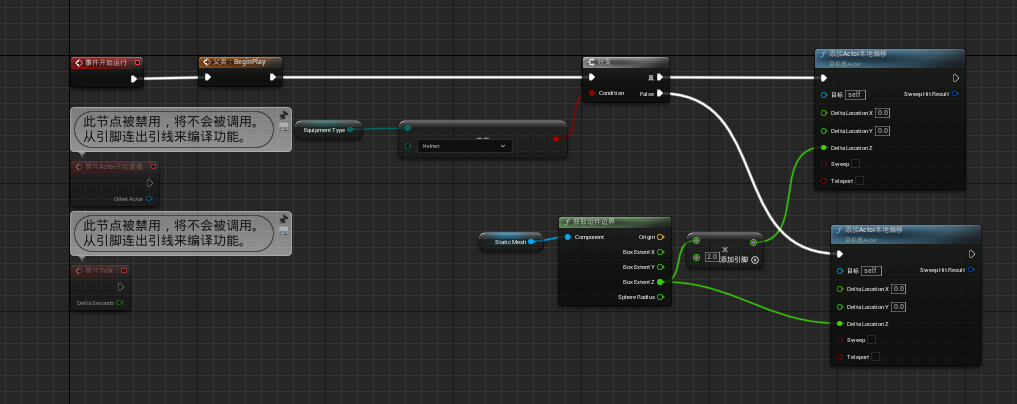 事件开始运行
父类：BeginPlay
分支
Condition
真
False
添加Actor本地偏移
目标是Actor
目标
self
Sweep Hit Result
Delta Location X
0.0
Delta Location Y
0.0
Delta Location Z
Sweep
Teleport
此节点被禁用，将不会被调用。
从引脚连出引线来编译功能。
Equipment Type
==
Helmet
事件Actor开始重叠
Other Actor
此节点被禁用，将不会被调用。
从引脚连出引线来编译功能。
事件Tick
Delta Seconds
Static Mesh
获取组件边界
Component
Origin
Box Extent X
Box Extent Y
Box Extent Z
Sphere Radius
×
2.0
添加引脚
添加Actor本地偏移
目标是Actor
目标
self
Sweep Hit Result
Delta Location X
0.0
Delta Location Y
0.0
Delta Location Z
Sweep
Teleport